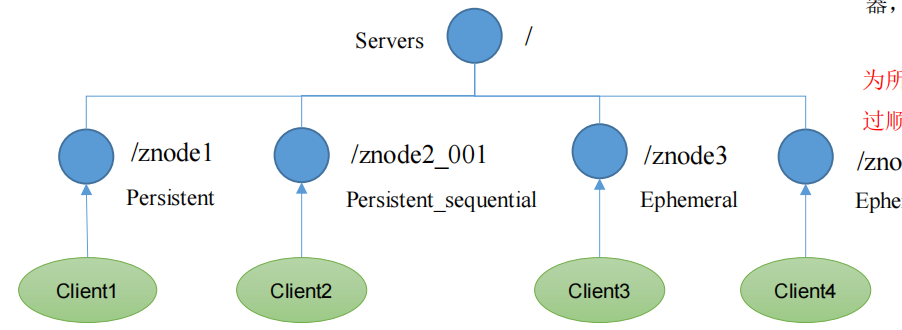 器，
Servers
/
为所
过顺
/znode1
/znode2_001
/znode3
/zno
Persistent
Persistent_sequential
Ephemeral
Ephe
Client1
Client2
Client3
Client4